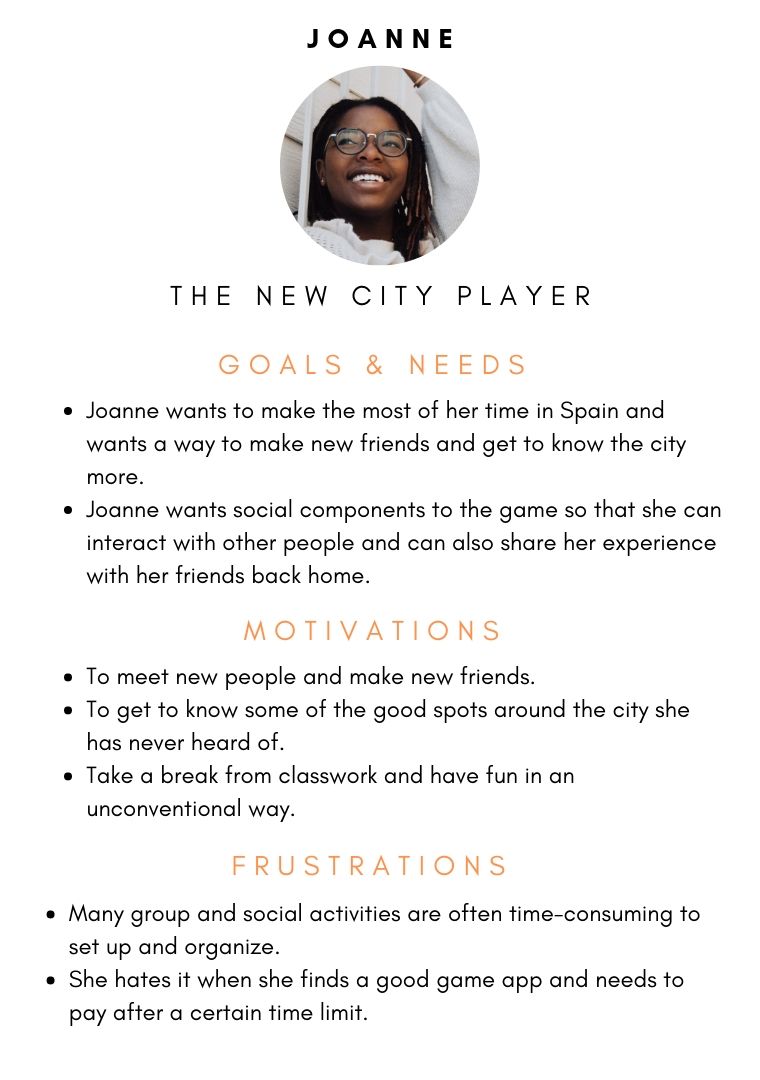 JOANNE
THE NEW CITY PLAYER
GOALS & NEEDS
• Joanne wants to make the most of her time in Spain and
wants a way to make new friends and get to know the city
more.
• Joanne wants social components to the game so that she can
interact with other people and can also share her experience
with her friends back home.
MOTIVATIONS
• To meet new people and make new friends.
• To get to know some of the good spots around the city she
has never heard of.
• Take a break from classwork and have fun in an
unconventional way.
FRUSTRATIONS
• Many group and social activities are often time-consuming to
set up and organize.
• She hates it when she finds a good game app and needs to
pay after a certain time limit.